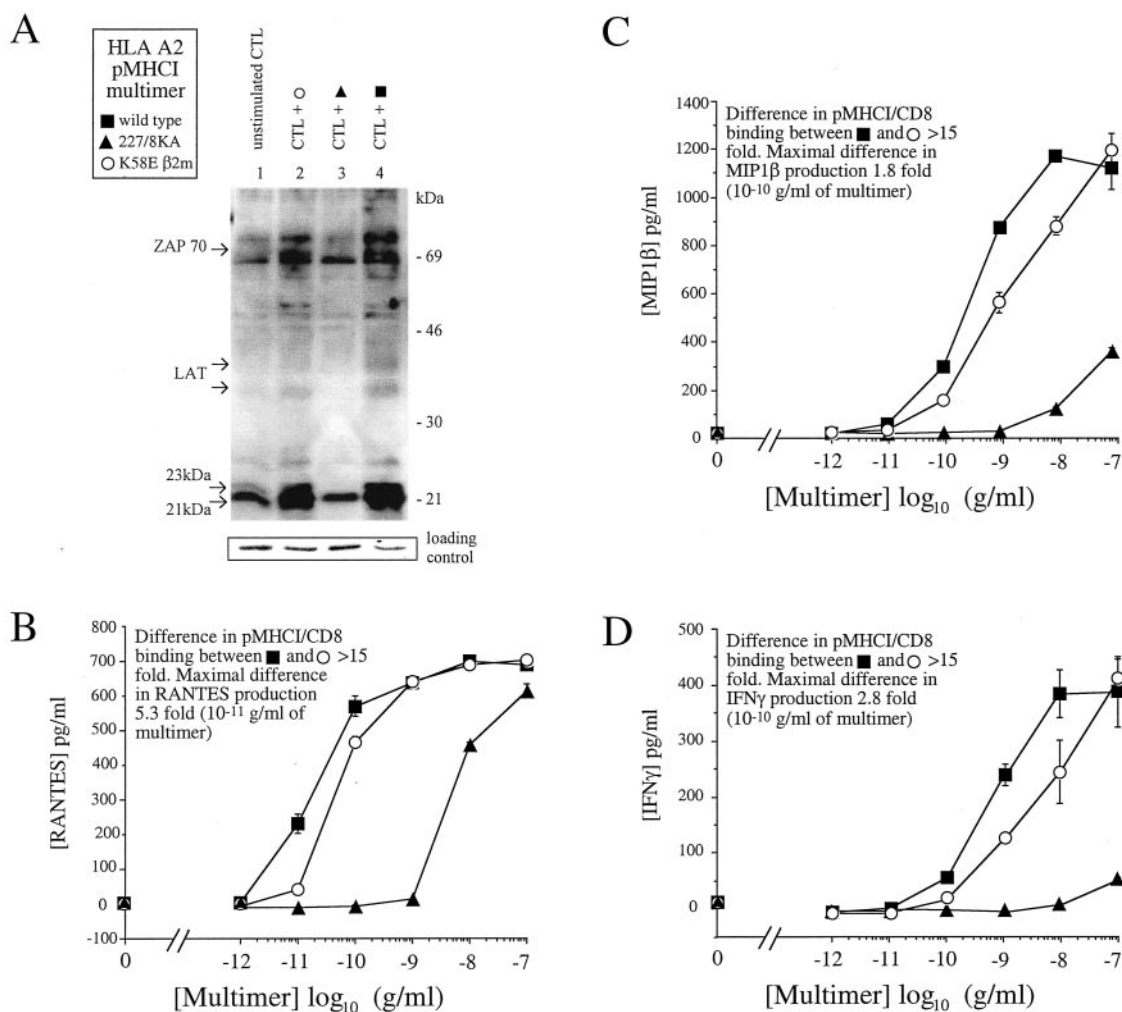 A
HLA A2
pMHCI
multimer
■ wild type
▲ 227/8KA
○ K58E β2m
unstimulated CTL
CTL + ○
CTL + ▲
CTL + ■
1 2 3 4
kDa
ZAP 70
- 69
- 46
LAT
- 30
23kDa
21kDa
- 21
loading
control
B
Difference in pMHCI/CD8
binding between ■ and ○ >15
fold. Maximal difference
in RANTES production
5.3 fold (10-11 g/ml of
multimer)
[RANTES] pg/ml
800
700
600
500
400
300
200
100
0
-100
0 -12 -11 -10 -9 -8 -7
[Multimer] log10 (g/ml)
C
Difference in pMHCI/CD8
binding between ■ and ○ >15
fold. Maximal difference in
MIP1β production 1.8 fold
(10-10 g/ml of multimer)
[MIP1β] pg/ml
1400
1200
1000
800
600
400
200
0
0 -12 -11 -10 -9 -8 -7
[Multimer] log10 (g/ml)
D
Difference in pMHCI/CD8
binding between ■ and ○ >15
fold. Maximal difference in
IFNγ production 2.8 fold
(10-10 g/ml of multimer)
[IFNγ] pg/ml
500
400
300
200
100
0
0 -12 -11 -10 -9 -8 -7
[Multimer] log10 (g/ml)